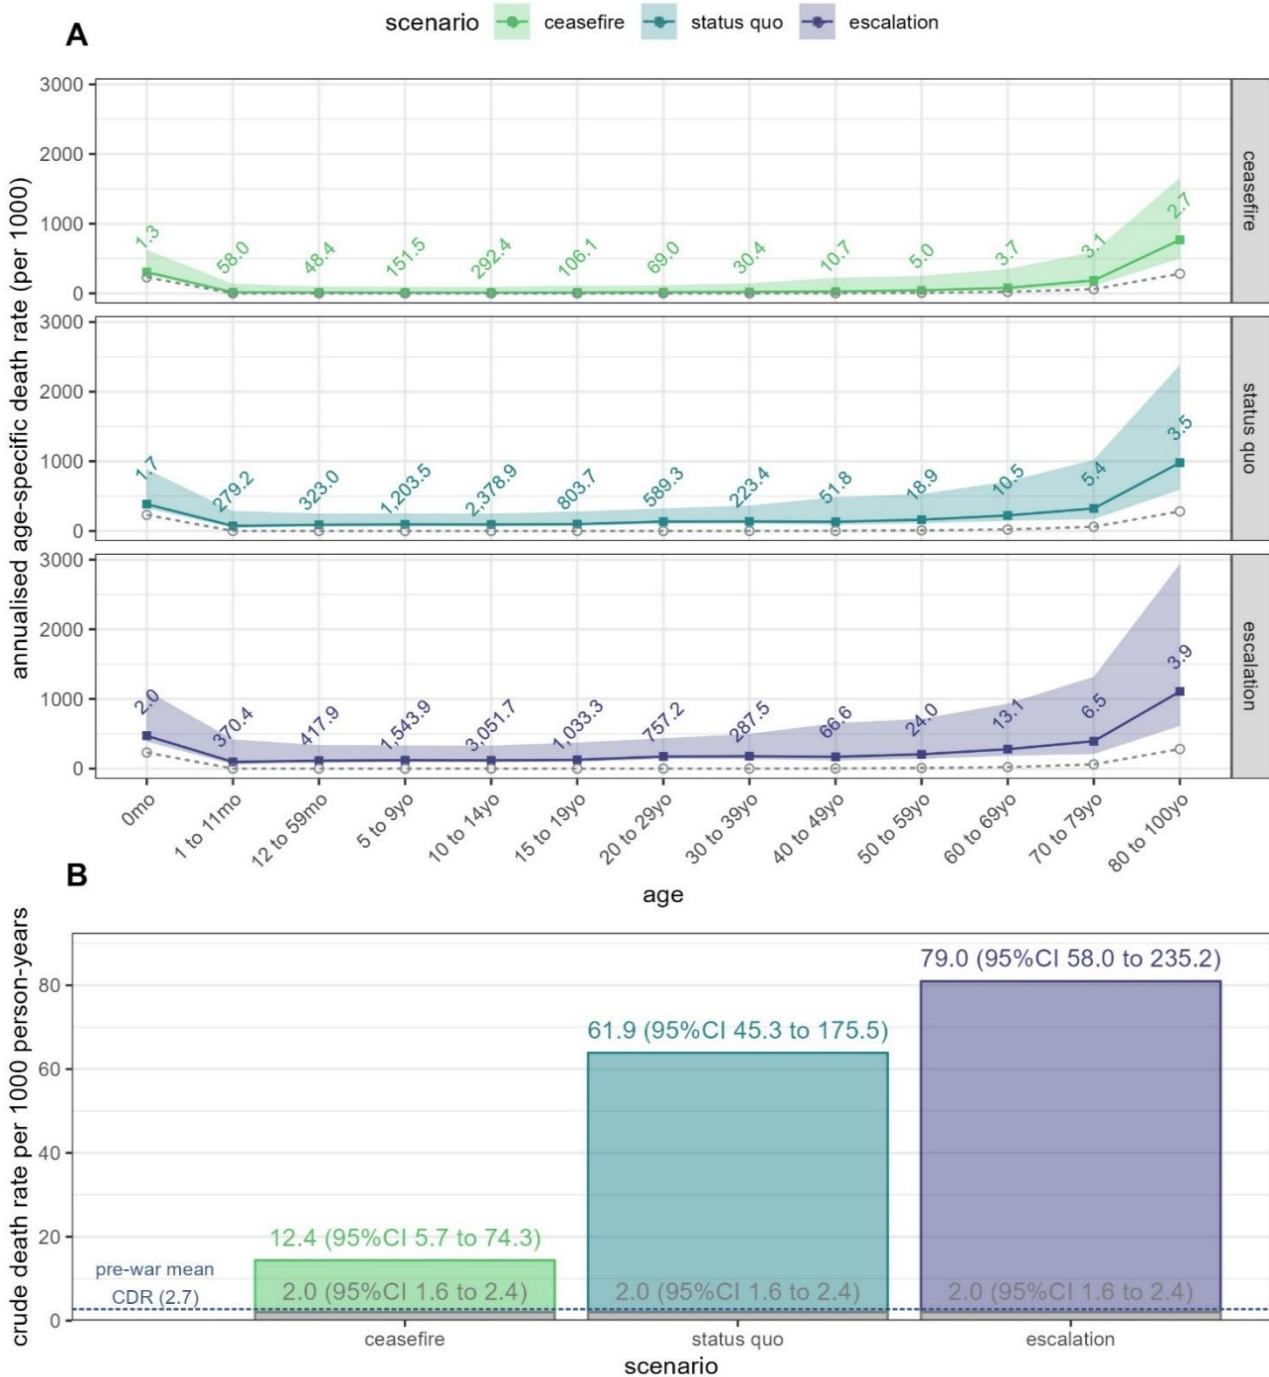 scenario ceasefire status quo escalation
A
annualised age-specific death rate (per 1000)
3000
2000
1000
0
1.3 58.0 48.4 151.5 292.4 106.1 69.0 30.4 10.7 5.0 3.7 3.1 2.7
ceasefire
3000
2000
1000
0
1.7 279.2 323.0 1,203.5 2,378.9 803.7 589.3 223.4 51.8 18.9 10.5 5.4 3.5
status quo
3000
2000
1000
0
2.0 370.4 417.9 1,543.9 3,051.7 1,033.3 757.2 287.5 66.6 24.0 13.1 6.5 3.9
escalation
0mo 1 to 11mo 12 to 59mo 5 to 9yo 10 to 14yo 15 to 19yo 20 to 29yo 30 to 39yo 40 to 49yo 50 to 59yo 60 to 69yo 70 to 79yo 80 to 100yo
age
B
crude death rate per 1000 person-years
80
60
40
20
0
79.0 (95%CI 58.0 to 235.2)
61.9 (95%CI 45.3 to 175.5)
12.4 (95%CI 5.7 to 74.3)
pre-war mean
CDR (2.7)
2.0 (95%CI 1.6 to 2.4) 2.0 (95%CI 1.6 to 2.4) 2.0 (95%CI 1.6 to 2.4)
ceasefire status quo escalation
scenario